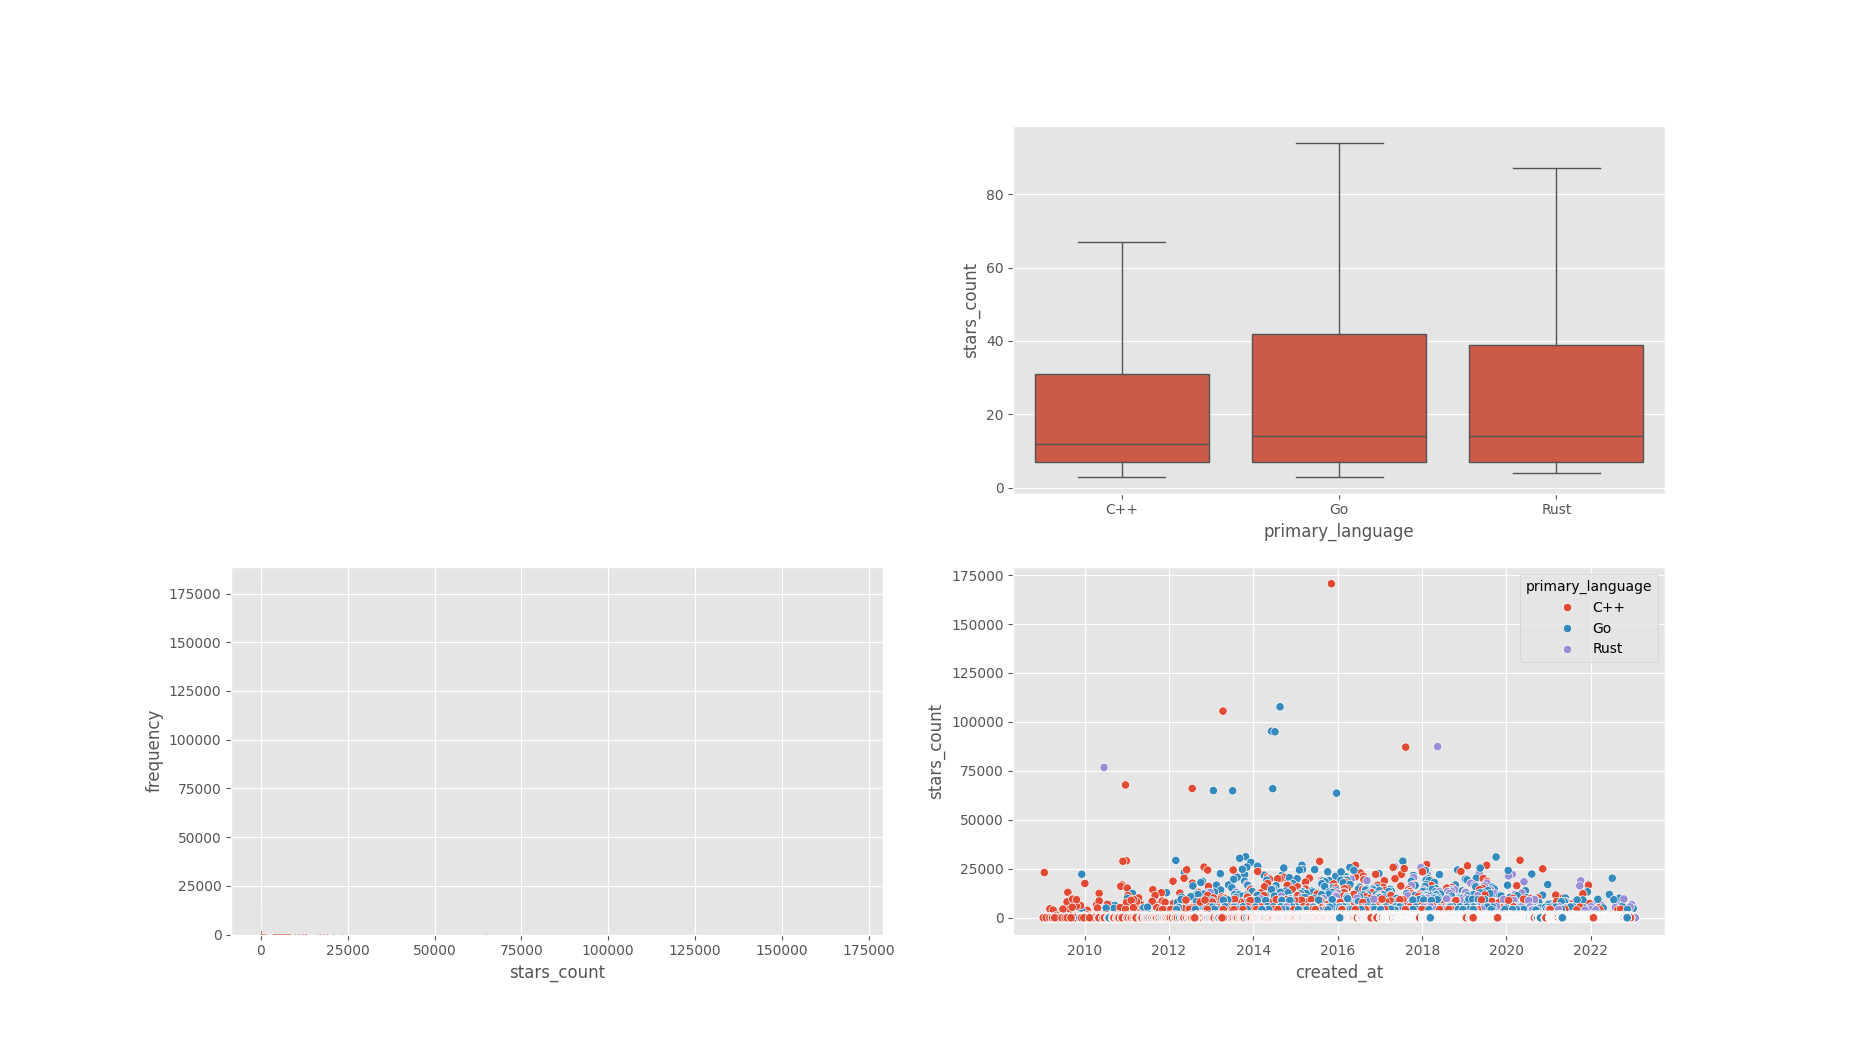 80
60
40
20
0
stars_count
C++ Go Rust
primary_language
175000
150000
125000
100000
75000
50000
25000
0
frequency
0 25000 50000 75000 100000 125000 150000 175000
stars_count
175000
150000
125000
100000
75000
50000
25000
0
stars_count
primary_language
C++
Go
Rust
2010 2012 2014 2016 2018 2020 2022
created_at